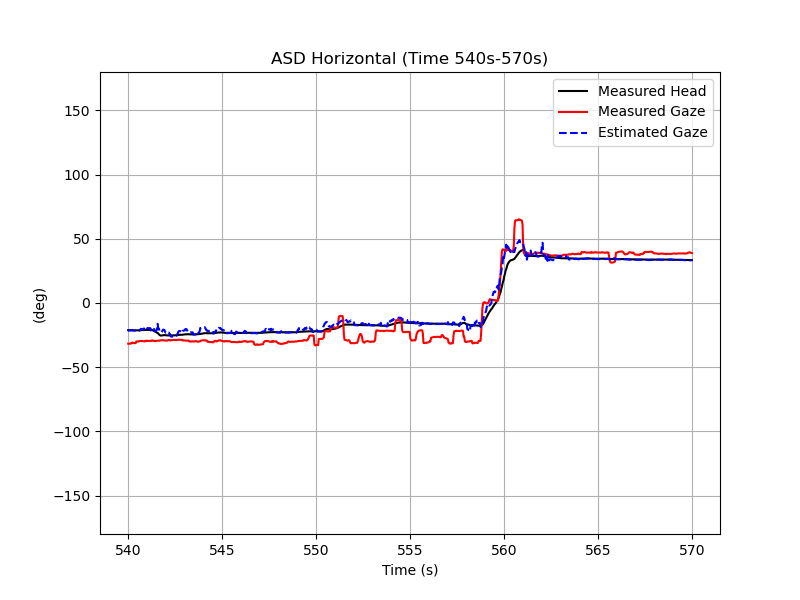 ASD Horizontal (Time 540s-570s)
Measured Head
Measured Gaze
Estimated Gaze
150
100
50
0
−50
−100
−150
(deg)
540 545 550 555 560 565 570
Time (s)